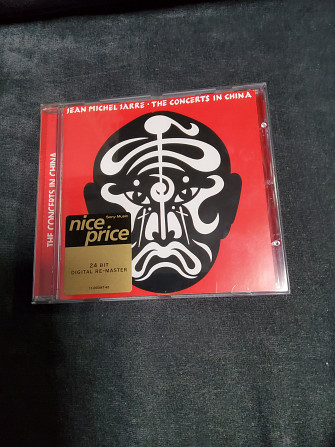 JEAN MICHEL JARRE • THE CONCERTS IN CHINA
THE CONCERTS IN CHINA
Sony Music
nice
price
24 BIT
DIGITAL RE-MASTER